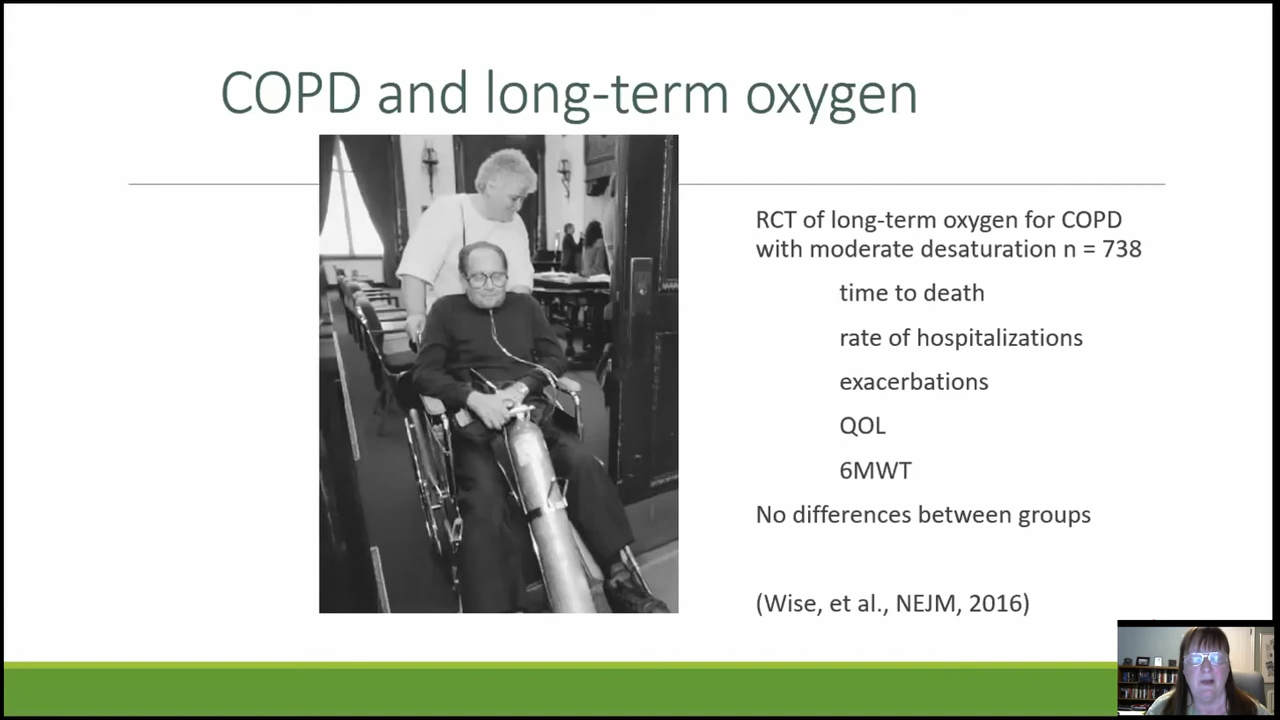 COPD and long-term oxygen
RCT of long-term oxygen for COPD
with moderate desaturation n = 738
time to death
rate of hospitalizations
exacerbations
QOL
6MWT
No differences between groups
(Wise, et al., NEJM, 2016)